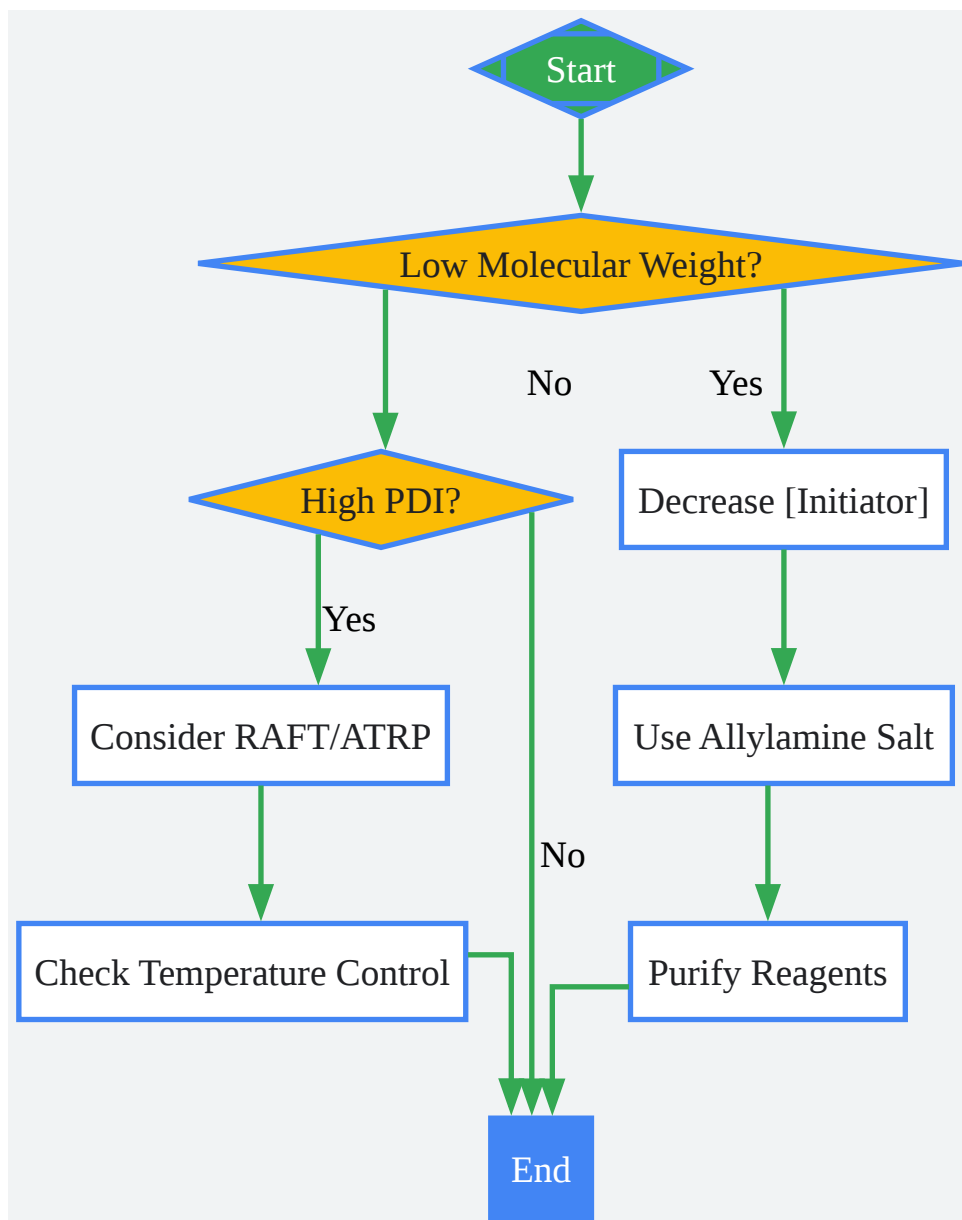 Start
Low Molecular Weight?
No
Yes
High PDI?
Decrease [Initiator]
Yes
Consider RAFT/ATRP
Use Allylamine Salt
No
Check Temperature Control
Purify Reagents
End